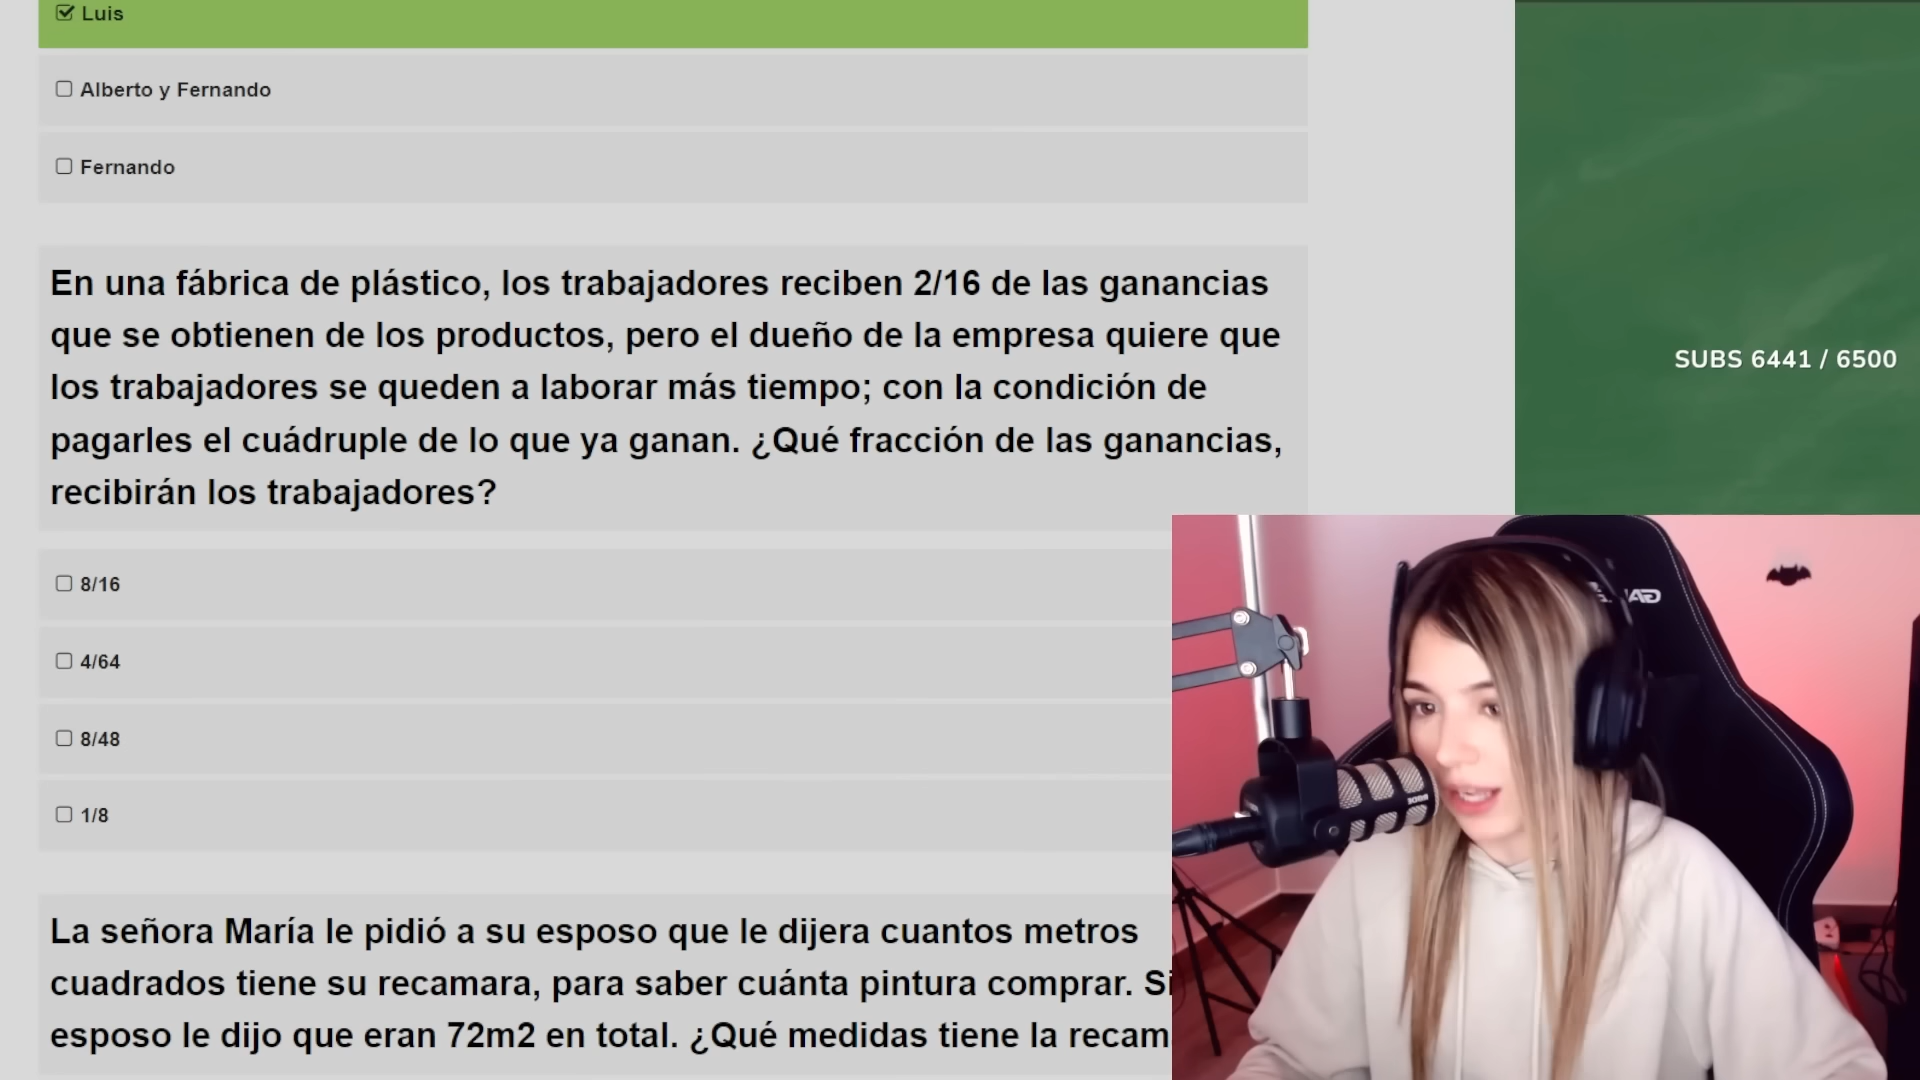 Luis
Alberto y Fernando
Fernando
En una fábrica de plástico, los trabajadores reciben 2/16 de las ganancias
que se obtienen de los productos, pero el dueño de la empresa quiere que
los trabajadores se queden a laborar más tiempo; con la condición de
pagarles el cuádruple de lo que ya ganan. ¿Qué fracción de las ganancias,
recibirán los trabajadores?
8/16
4/64
8/48
1/8
La señora María le pidió a su esposo que le dijera cuantos metros
cuadrados tiene su recamara, para saber cuánta pintura comprar. Si
esposo le dijo que eran 72m2 en total. ¿Qué medidas tiene la recam
SUBS 6441 / 6500
RODE